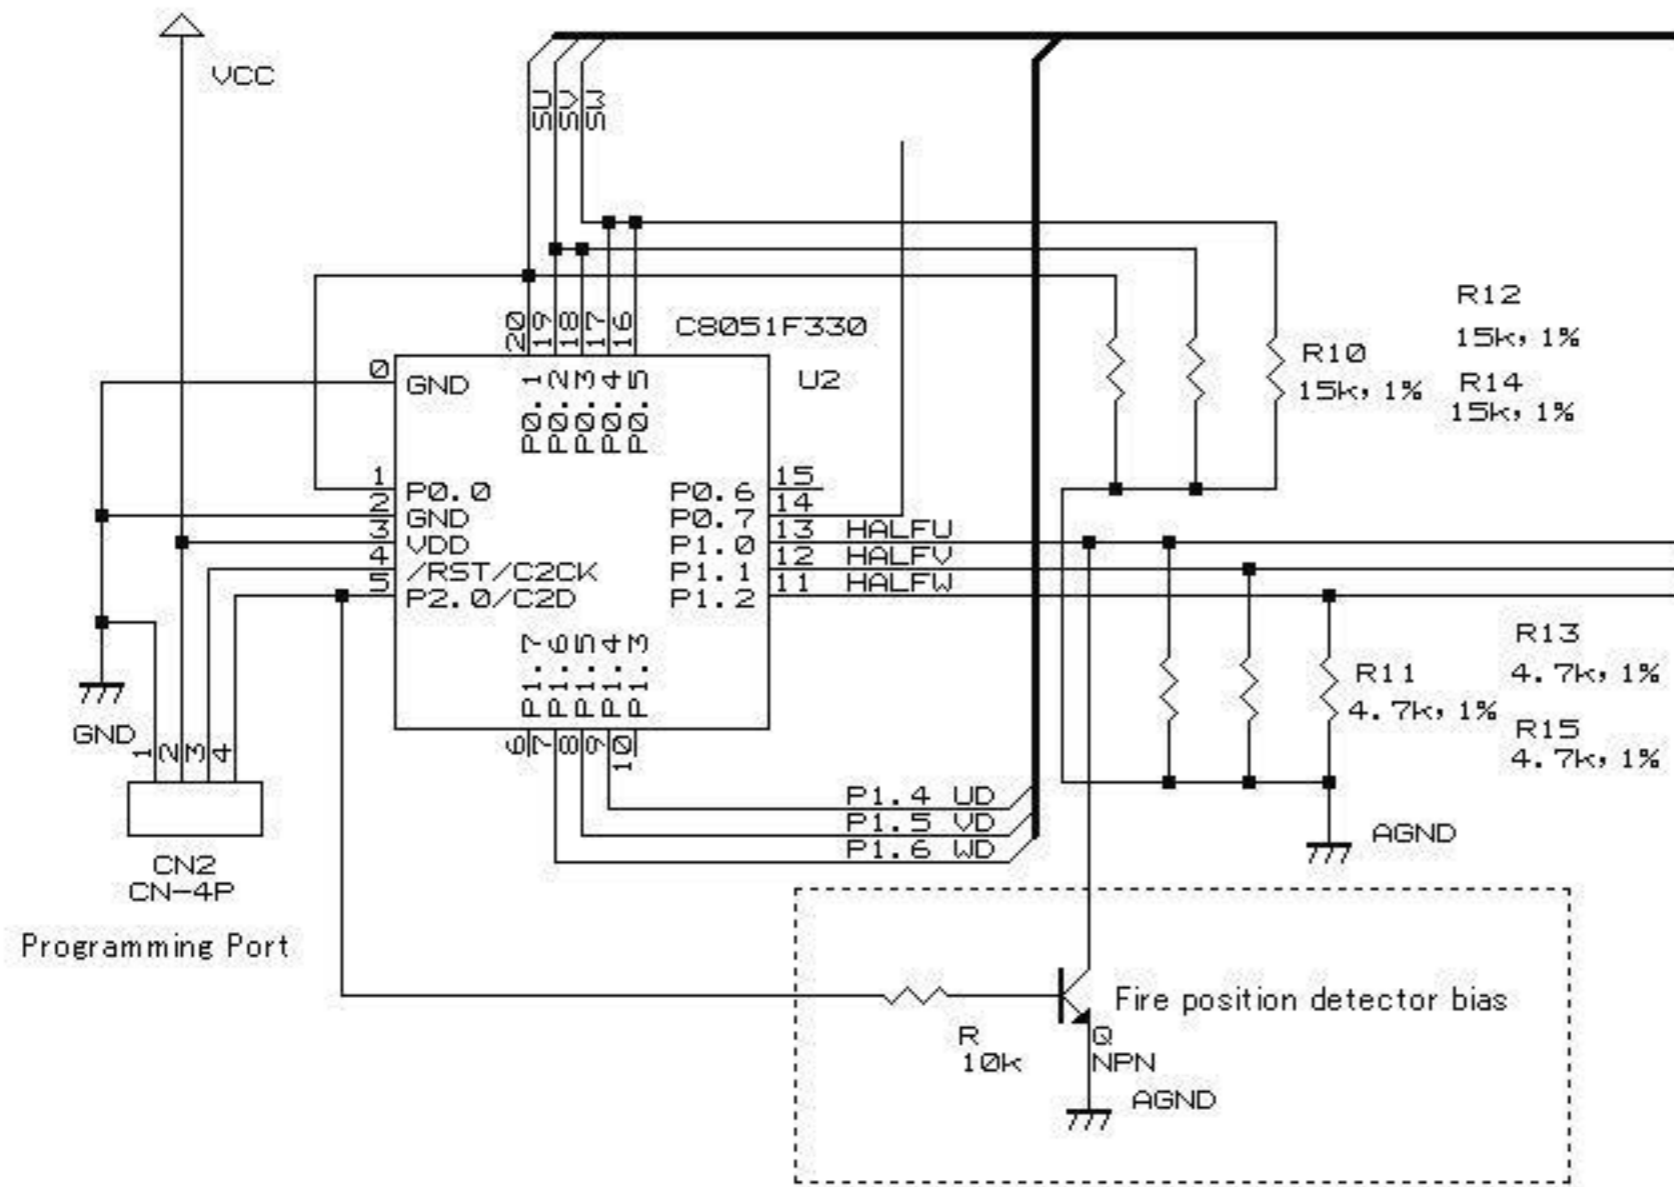 VCC
SU
SV
SW
20
19
18
17
16
C8051F330
U2
R12
15k, 1%
R10
15k, 1%
R14
15k, 1%
0
GND
P0.1
P0.2
P0.3
P0.4
P0.5
1
P0.0
2
GND
3
VDD
4
/RST/C2CK
5
P2.0/C2D
P0.6
15
P0.7
14
P1.0
13
HALFU
P1.1
12
HALFV
P1.2
11
HALFW
P1.7
P1.6
P1.5
P1.4
P1.3
6
7
8
9
10
R13
4.7k, 1%
R11
4.7k, 1%
R15
4.7k, 1%
GND
1
2
3
4
P1.4 UD
P1.5 VD
P1.6 WD
AGND
CN2
CN-4P
Programming Port
Fire position detector bias
R
10k
Q
NPN
AGND